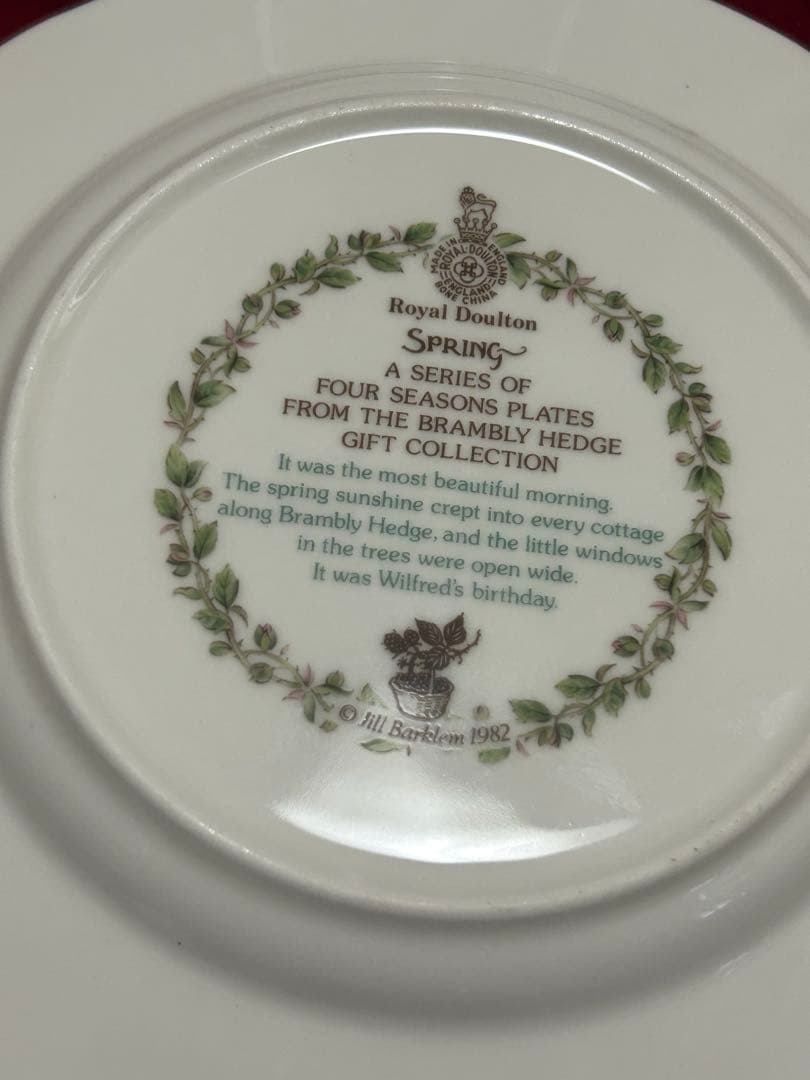 MADE IN ENGLAND
ROYAL·DOULTON
ENGLAND
BONE CHINA
Royal Doulton
SPRING
A SERIES OF
FOUR SEASONS PLATES
FROM THE BRAMBLY HEDGE
GIFT COLLECTION
It was the most beautiful morning.
The spring sunshine crept into every cottage
along Brambly Hedge, and the little windows
in the trees were open wide.
It was Wilfred's birthday.
© Jill Barklem 1982